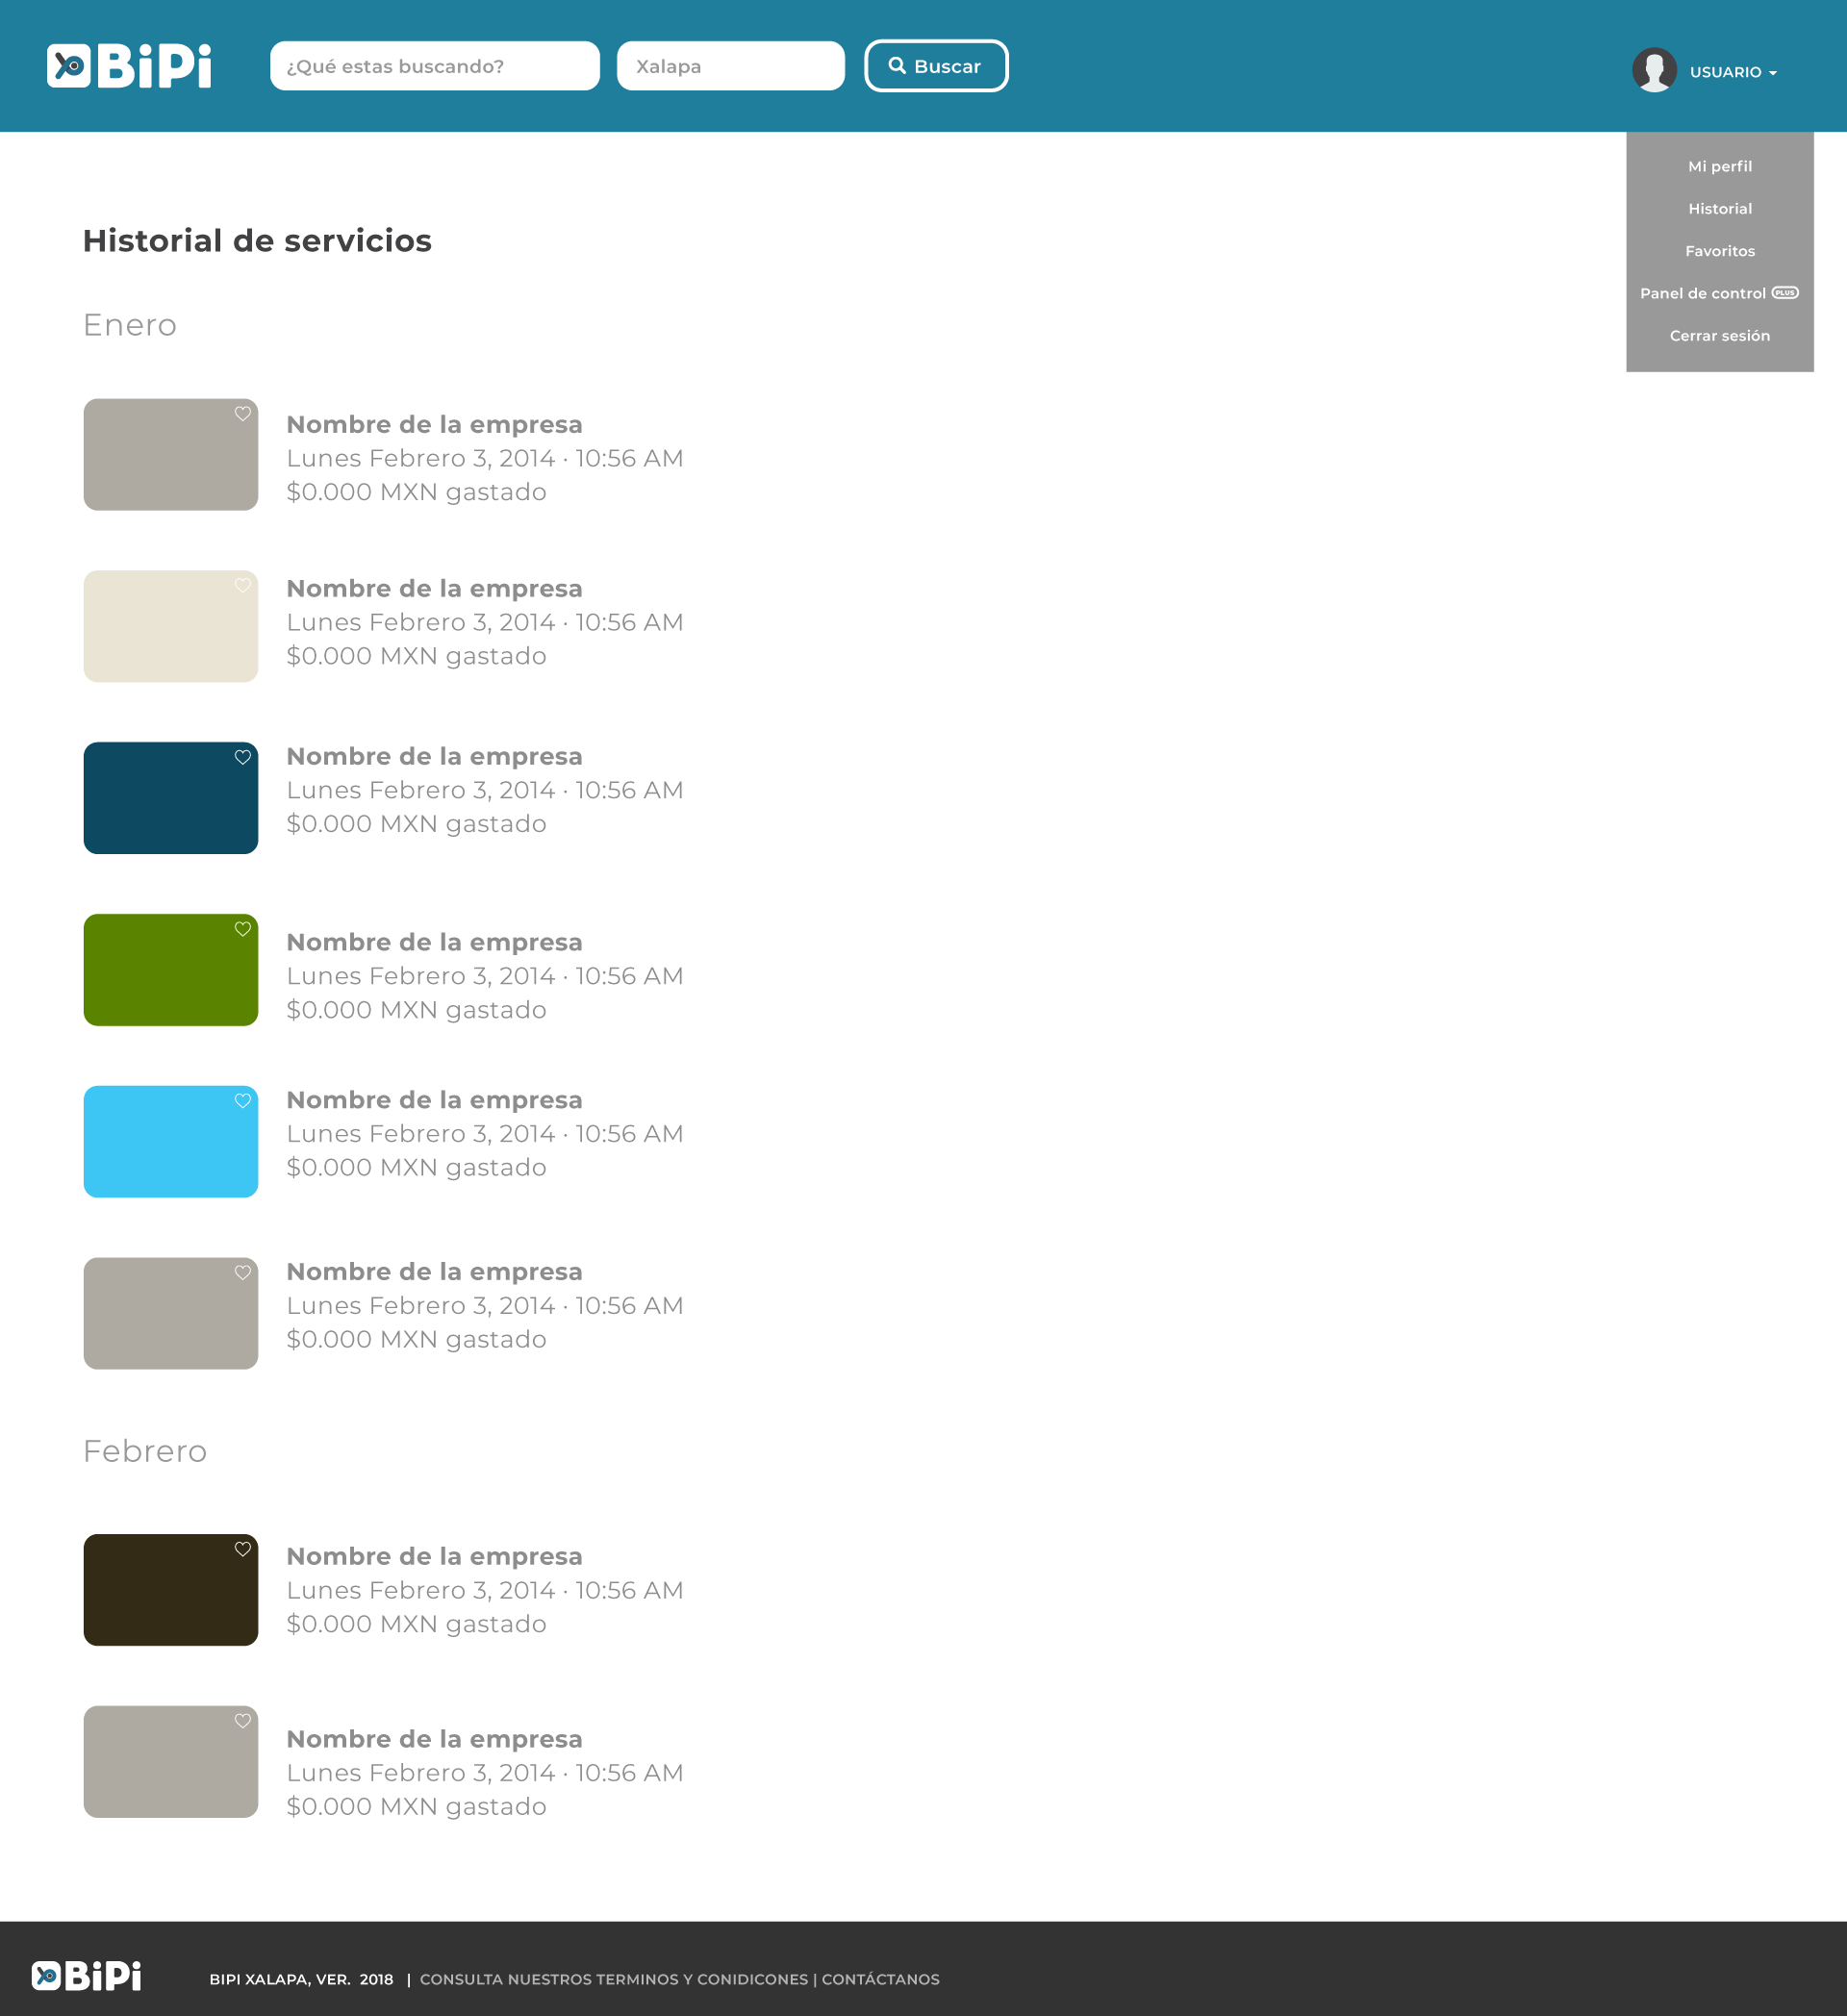 BiPi
¿Qué estas buscando?
Xalapa
Buscar
USUARIO
Mi perfil
Historial
Favoritos
Panel de control PLUS
Cerrar sesión
Historial de servicios
Enero
Nombre de la empresa
Lunes Febrero 3, 2014 · 10:56 AM
$0.000 MXN gastado
Nombre de la empresa
Lunes Febrero 3, 2014 · 10:56 AM
$0.000 MXN gastado
Nombre de la empresa
Lunes Febrero 3, 2014 · 10:56 AM
$0.000 MXN gastado
Nombre de la empresa
Lunes Febrero 3, 2014 · 10:56 AM
$0.000 MXN gastado
Nombre de la empresa
Lunes Febrero 3, 2014 · 10:56 AM
$0.000 MXN gastado
Nombre de la empresa
Lunes Febrero 3, 2014 · 10:56 AM
$0.000 MXN gastado
Febrero
Nombre de la empresa
Lunes Febrero 3, 2014 · 10:56 AM
$0.000 MXN gastado
Nombre de la empresa
Lunes Febrero 3, 2014 · 10:56 AM
$0.000 MXN gastado
BiPi
BIPI XALAPA, VER. 2018 | CONSULTA NUESTROS TERMINOS Y CONIDICONES | CONTÁCTANOS